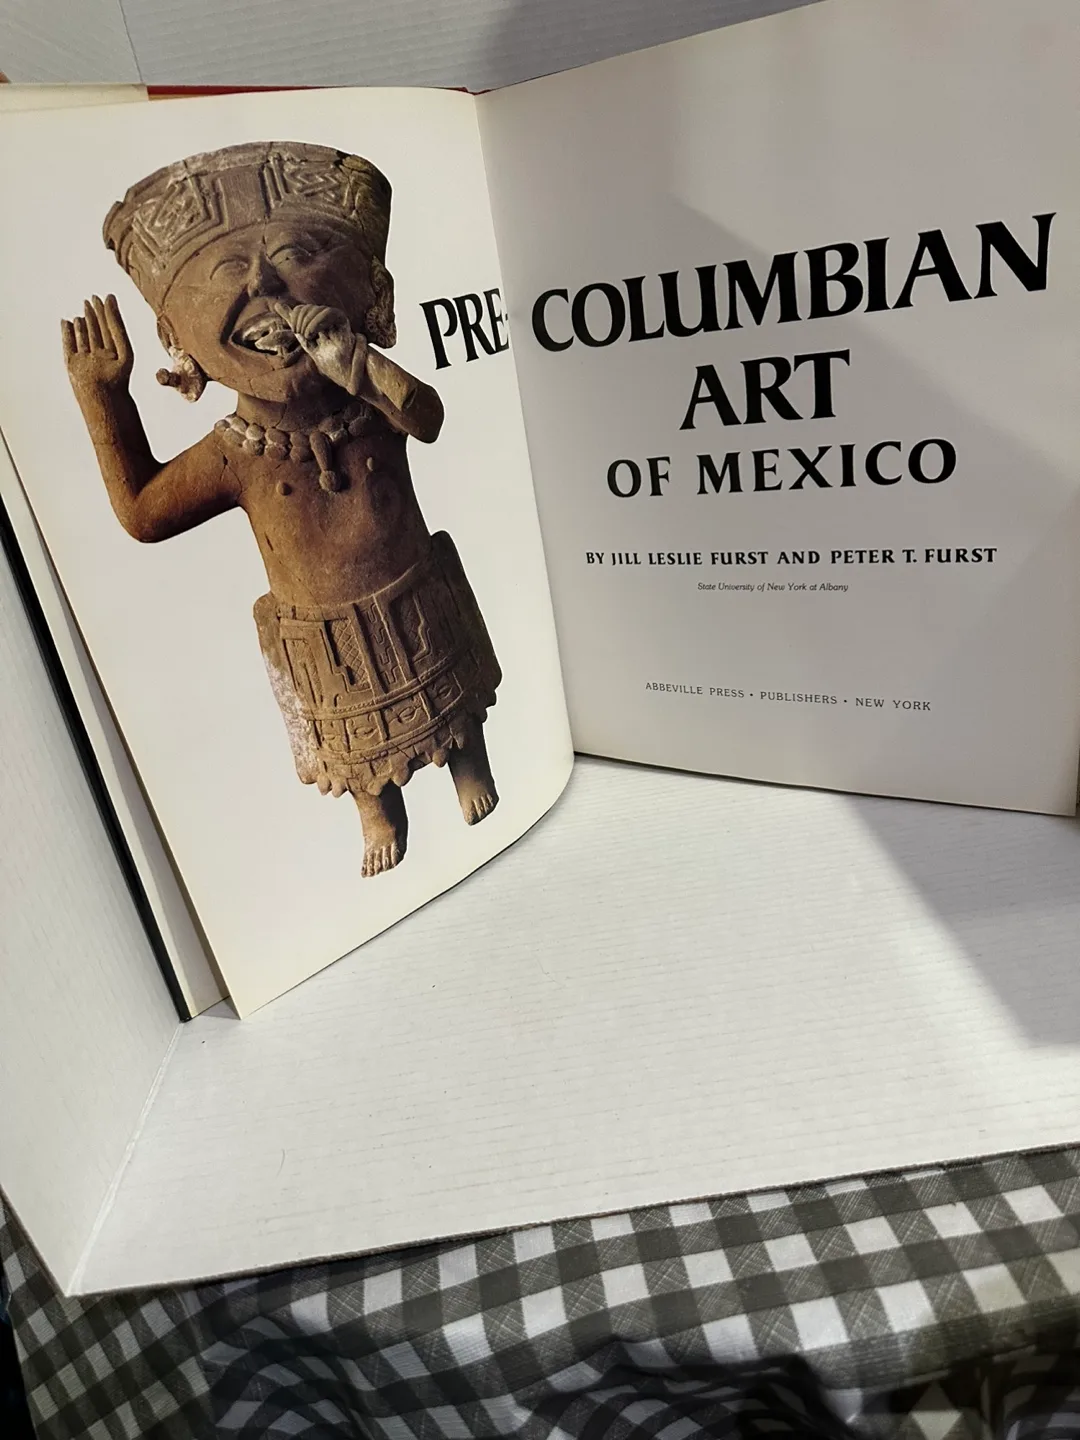 PRE-COLUMBIAN
ART
OF MEXICO
BY JILL LESLIE FURST AND PETER T. FURST
State University of New York at Albany
ABBEVILLE PRESS • PUBLISHERS • NEW YORK